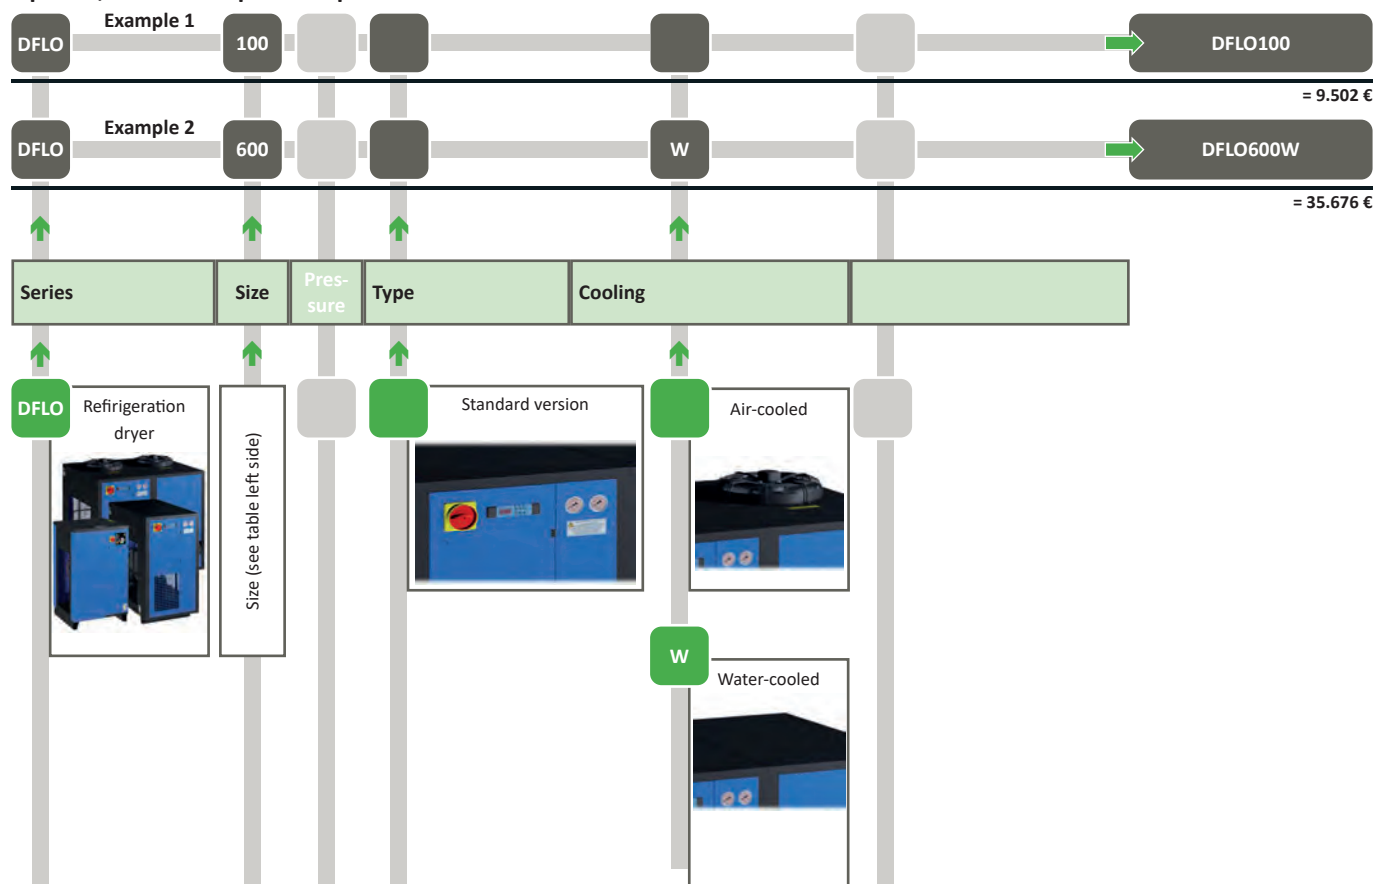 Example 1
DFLO
100
DFLO100
= 9.502 €
Example 2
DFLO
600
W
DFLO600W
= 35.676 €
Series
Size
Pres-
sure
Type
Cooling
DFLO
Refirigeration
dryer
Size (see table left side)
Standard version
Air-cooled
W
Water-cooled